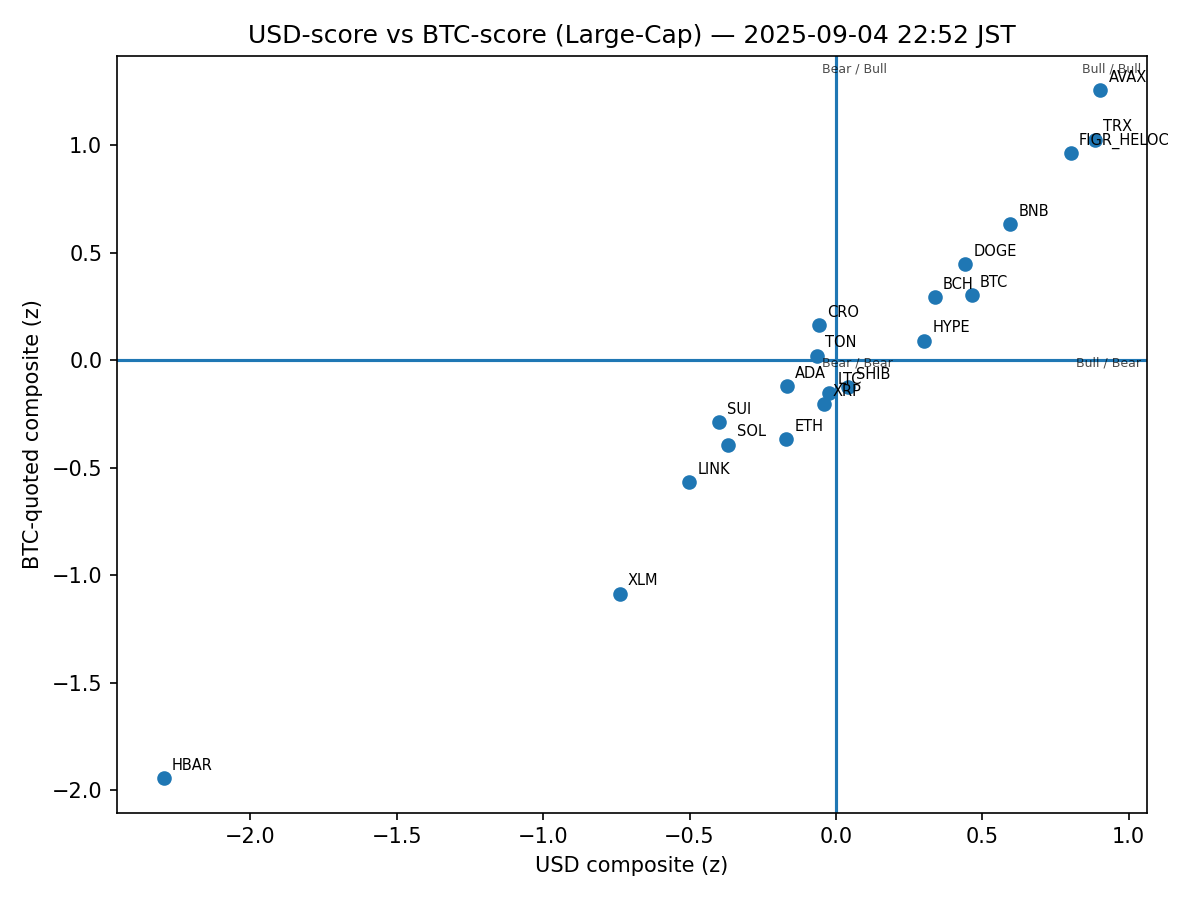 USD-score vs BTC-score (Large-Cap) — 2025-09-04 22:52 JST
Bear / Bull
Bull / Bull
AVAX
TRX
FIGR_HELOC
BNB
DOGE
BCH
BTC
CRO
HYPE
TON
Bear / Bear
Bull / Bear
ADA
LTC
SHIB
XRP
SUI
ETH
SOL
LINK
XLM
HBAR
1.0
0.5
0.0
−0.5
−1.0
−1.5
−2.0
BTC-quoted composite (z)
−2.0
−1.5
−1.0
−0.5
0.0
0.5
1.0
USD composite (z)